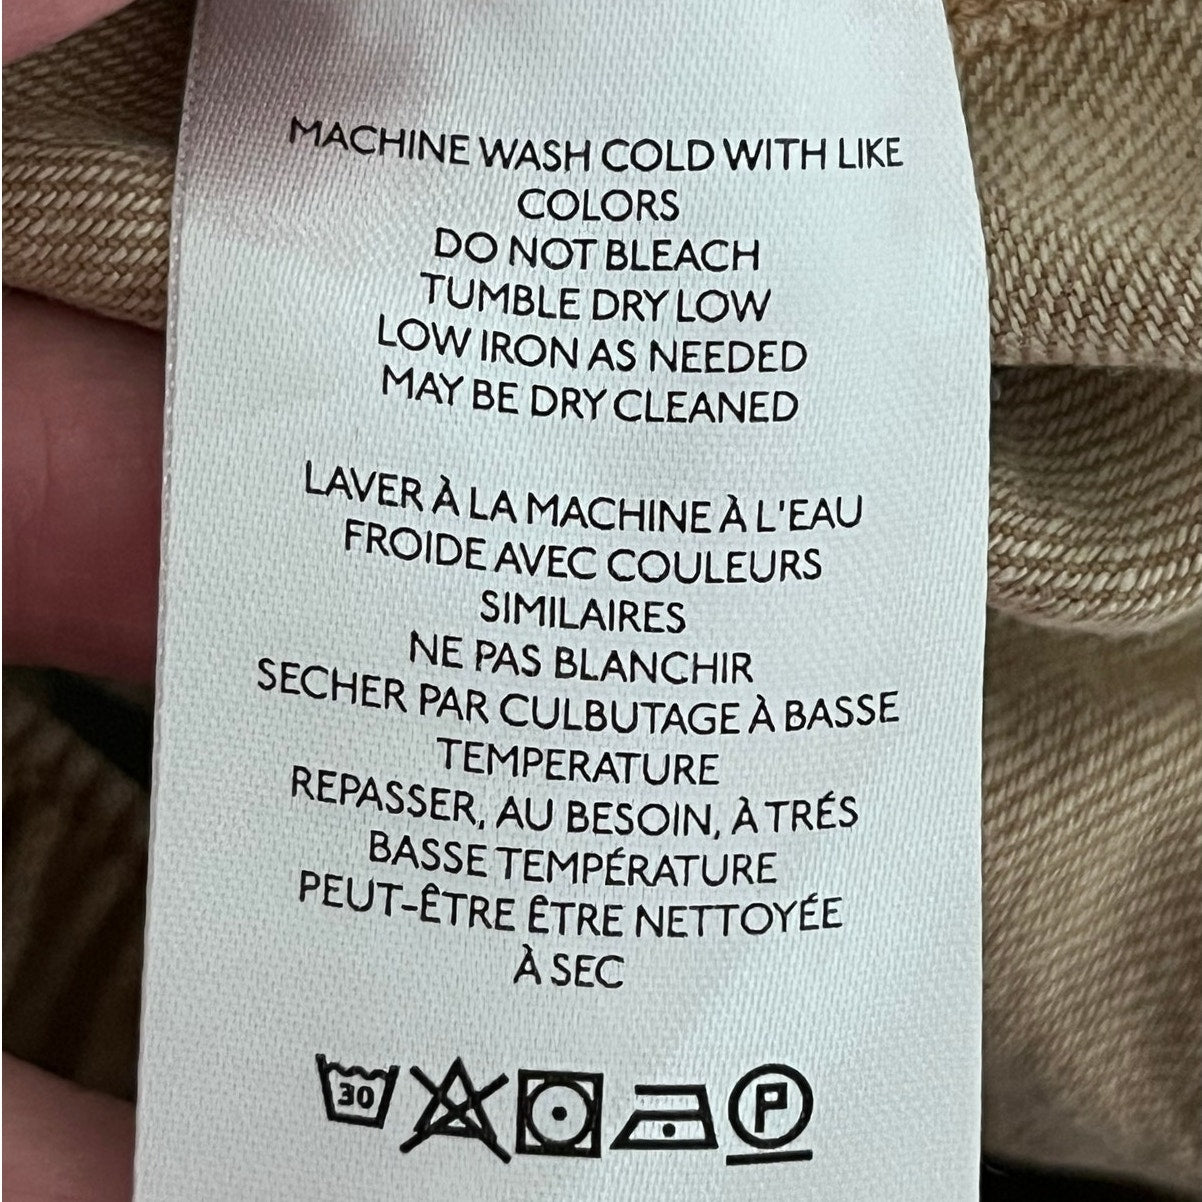 MACHINE WASH COLD WITH LIKE
COLORS
DO NOT BLEACH
TUMBLE DRY LOW
LOW IRON AS NEEDED
MAY BE DRY CLEANED
LAVER À LA MACHINE À L'EAU
FROIDE AVEC COULEURS
SIMILAIRES
NE PAS BLANCHIR
SECHER PAR CULBUTAGE À BASSE
TEMPERATURE
REPASSER, AU BESOIN, À TRÉS
BASSE TEMPÉRATURE
PEUT-ÊTRE ÊTRE NETTOYÉE
À SEC
30 P